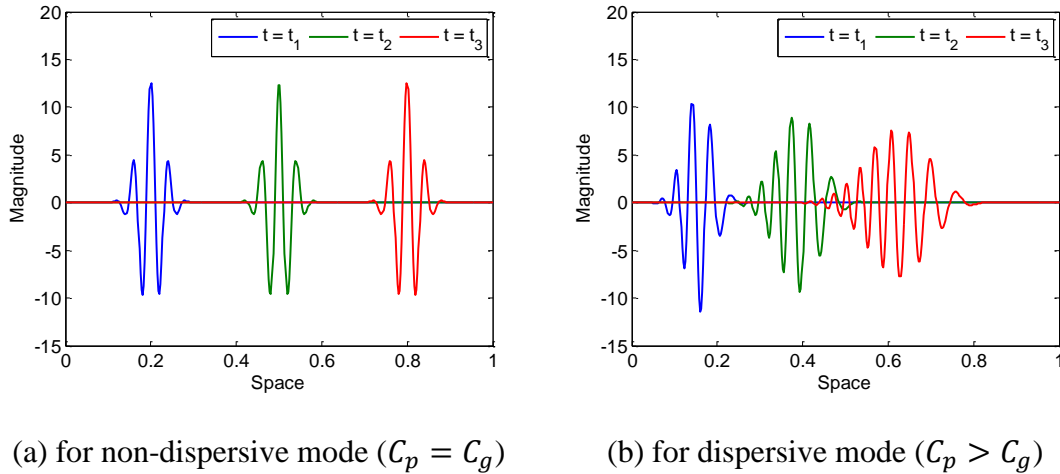 t = t1 t = t2 t = t3
20
15
10
5
0
-5
-10
-15
0 0.2 0.4 0.6 0.8 1
Magnitude
Space
t = t1 t = t2 t = t3
20
15
10
5
0
-5
-10
-15
0 0.2 0.4 0.6 0.8 1
Magnitude
Space
(a) for non-dispersive mode (𝐶𝑝 = 𝐶𝑔)
(b) for dispersive mode (𝐶𝑝 > 𝐶𝑔)